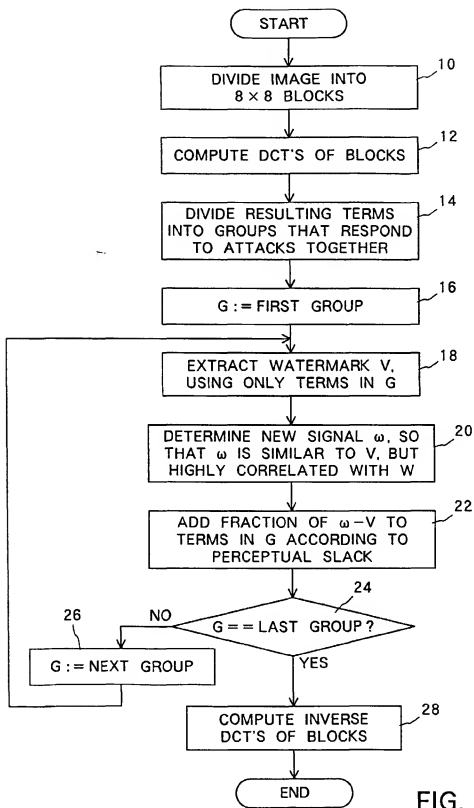 START
10
DIVIDE IMAGE INTO
8 × 8 BLOCKS
12
COMPUTE DCT'S OF BLOCKS
14
DIVIDE RESULTING TERMS
INTO GROUPS THAT RESPOND
TO ATTACKS TOGETHER
16
G := FIRST GROUP
18
EXTRACT WATERMARK V,
USING ONLY TERMS IN G
20
DETERMINE NEW SIGNAL ω, SO
THAT ω IS SIMILAR TO V, BUT
HIGHLY CORRELATED WITH W
22
ADD FRACTION OF ω-V TO
TERMS IN G ACCORDING TO
PERCEPTUAL SLACK
24
G == LAST GROUP ?
NO
26
G := NEXT GROUP
YES
28
COMPUTE INVERSE
DCT'S OF BLOCKS
END
FIG